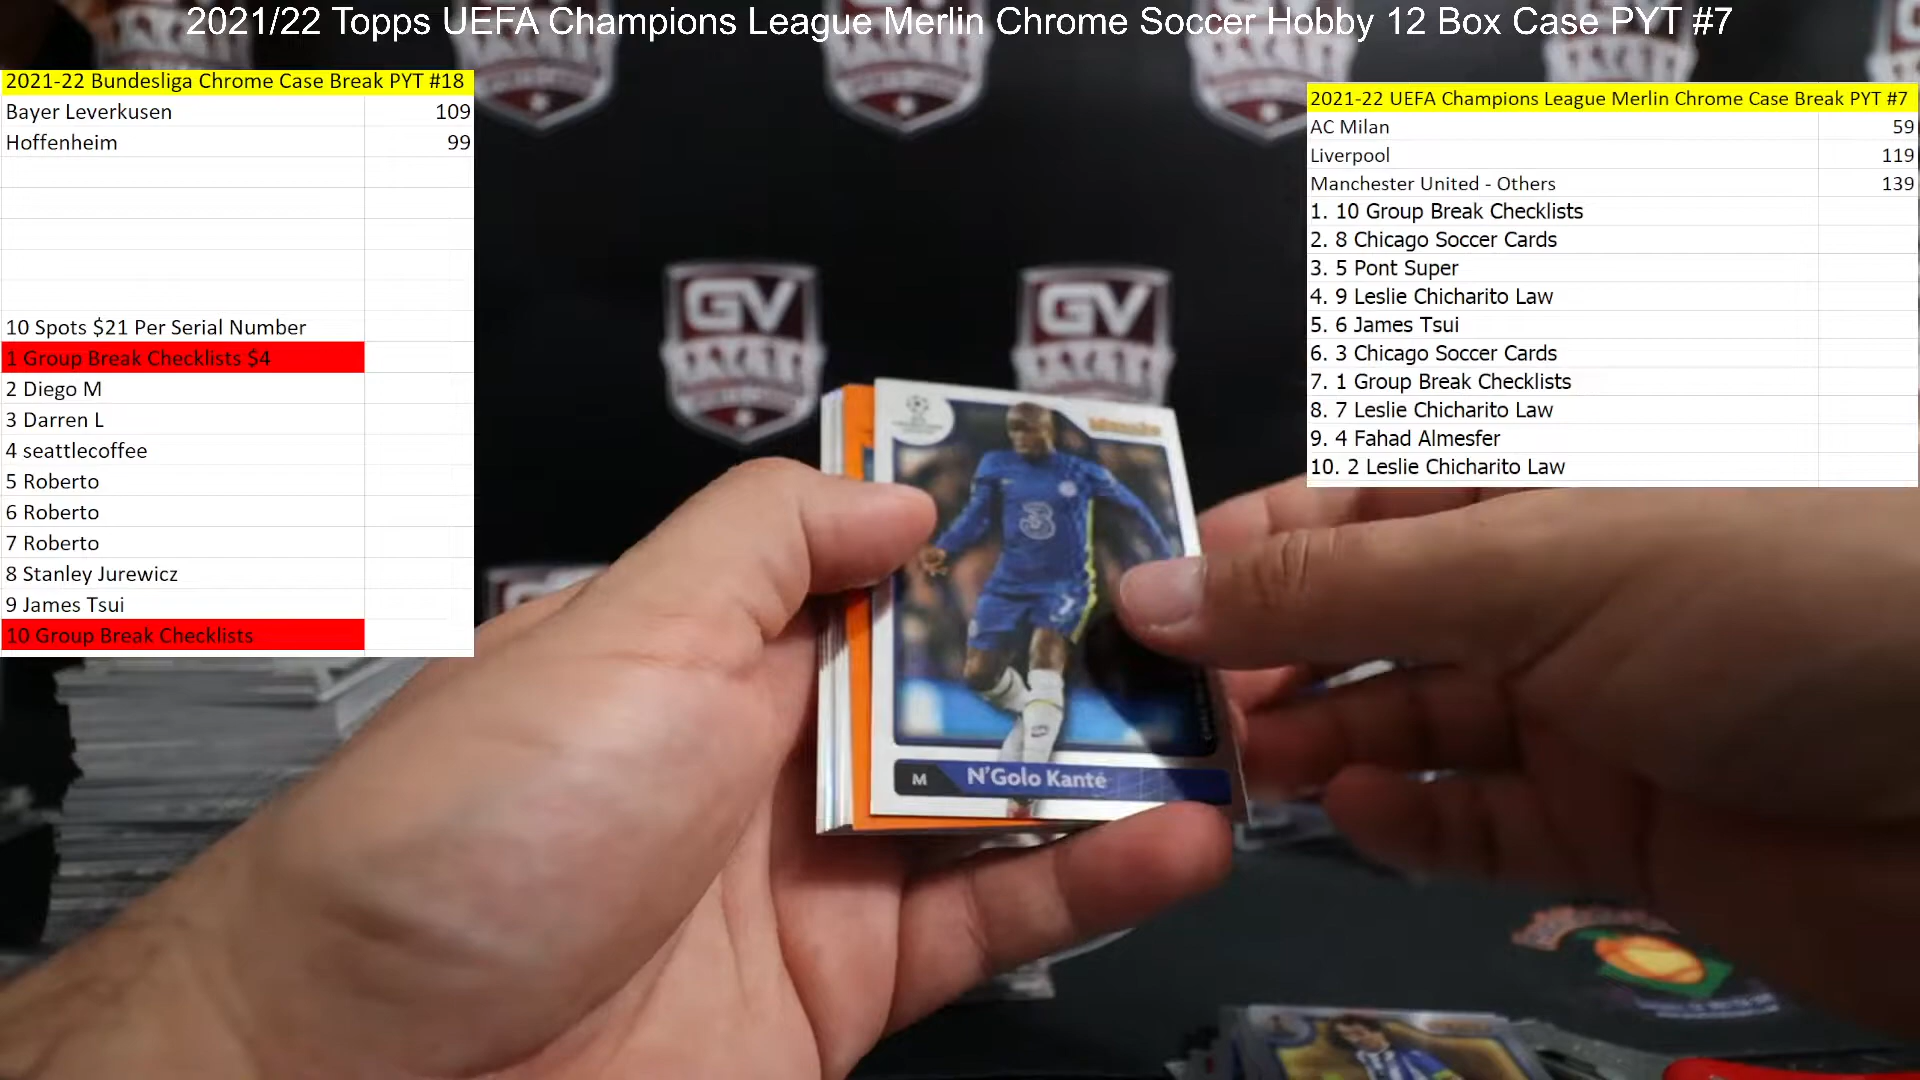 2021/22 Topps UEFA Champions League Merlin Chrome Soccer Hobby 12 Box Case PYT #7
2021-22 Bundesliga Chrome Case Break PYT #18
Bayer Leverkusen 109
Hoffenheim 99
10 Spots $21 Per Serial Number
1 Group Break Checklists $4
2 Diego M
3 Darren L
4 seattlecoffee
5 Roberto
6 Roberto
7 Roberto
8 Stanley Jurewicz
9 James Tsui
10 Group Break Checklists
2021-22 UEFA Champions League Merlin Chrome Case Break PYT #7
AC Milan 59
Liverpool 119
Manchester United - Others 139
1. 10 Group Break Checklists
2. 8 Chicago Soccer Cards
3. 5 Pont Super
4. 9 Leslie Chicharito Law
5. 6 James Tsui
6. 3 Chicago Soccer Cards
7. 1 Group Break Checklists
8. 7 Leslie Chicharito Law
9. 4 Fahad Almesfer
10. 2 Leslie Chicharito Law
GV
GV
3
7
M N'Golo Kanté